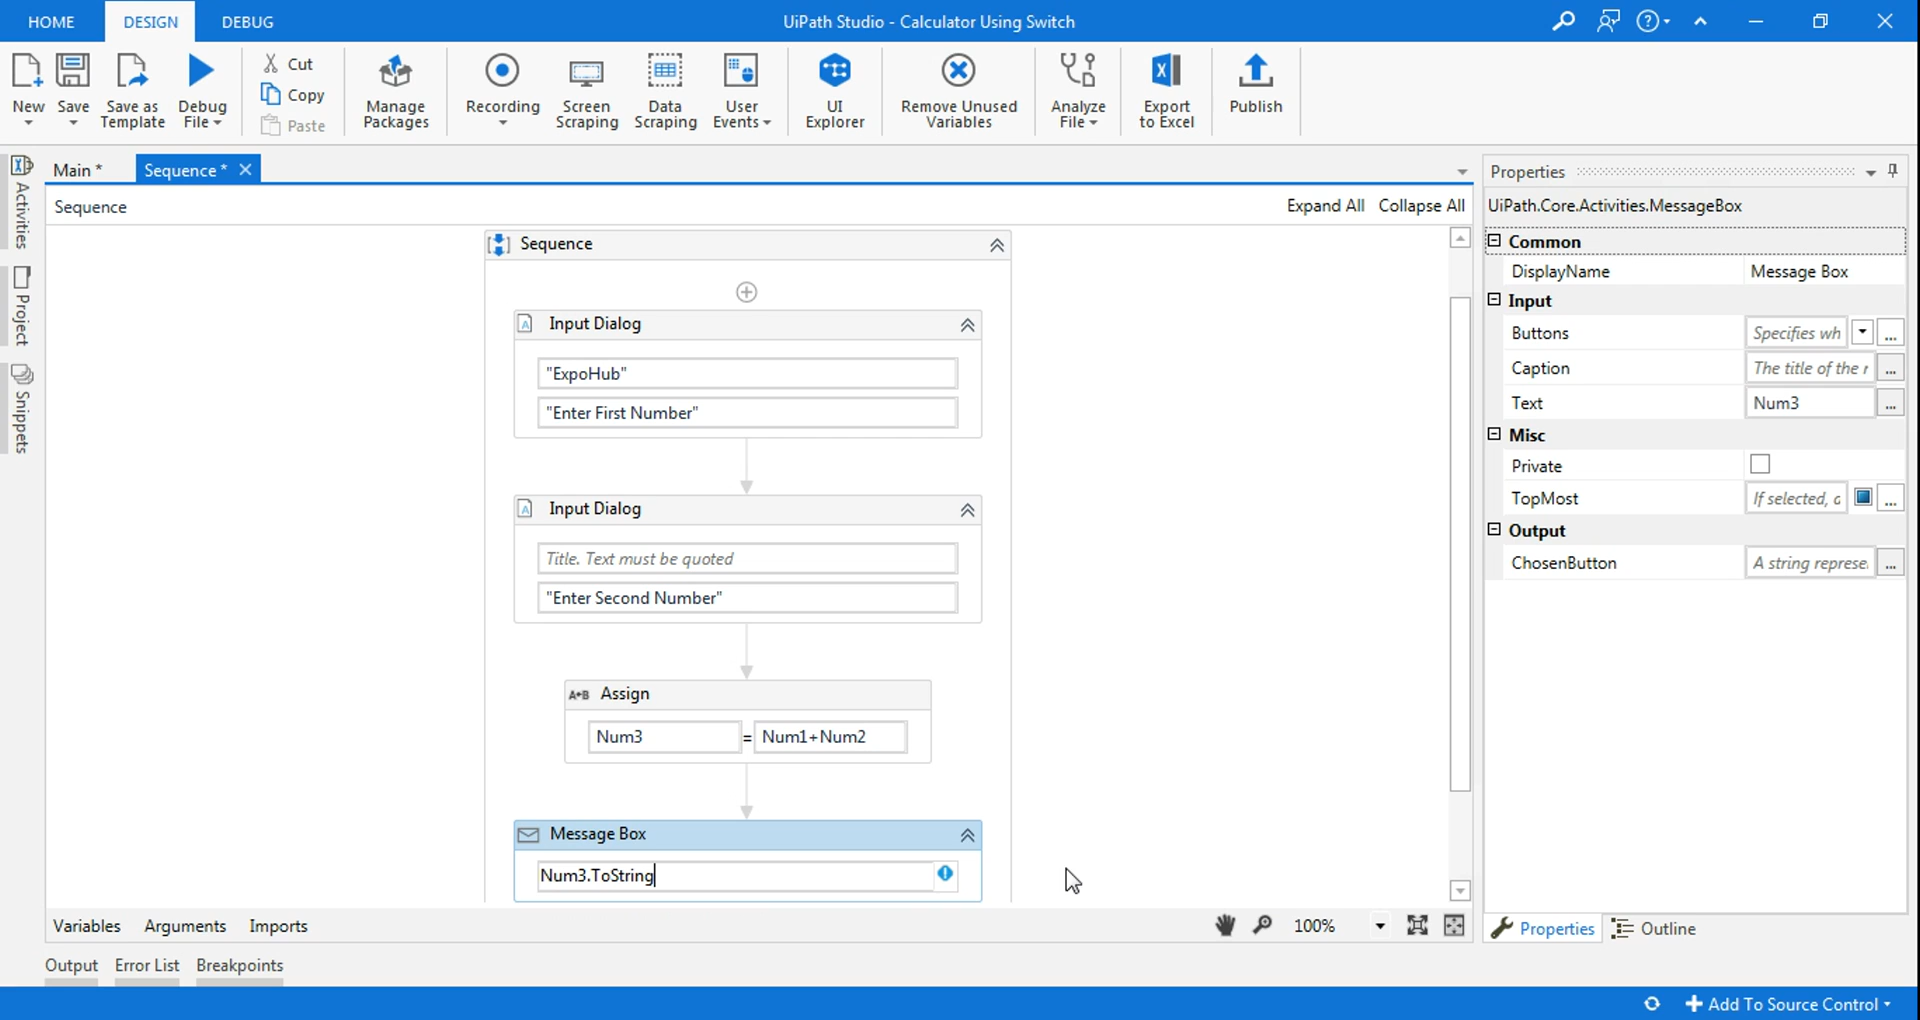 HOME DESIGN DEBUG UiPath Studio - Calculator Using Switch
New Save Save as Template Debug File Cut Copy Paste Manage Packages Recording Screen Scraping Data Scraping User Events UI Explorer Remove Unused Variables Analyze File Export to Excel Publish
Activities
Project
Snippets
Main * Sequence *
Sequence Expand All Collapse All
Sequence
Input Dialog
"ExpoHub"
"Enter First Number"
Input Dialog
Title. Text must be quoted
"Enter Second Number"
A+B Assign
Num3 = Num1+Num2
Message Box
Num3.ToString
Variables Arguments Imports 100%
Output Error List Breakpoints
Properties
UiPath.Core.Activities.MessageBox
Common
DisplayName Message Box
Input
Buttons Specifies wh ...
Caption The title of the r ...
Text Num3 ...
Misc
Private
TopMost If selected, a ...
Output
ChosenButton A string represe. ...
Properties Outline
Add To Source Control